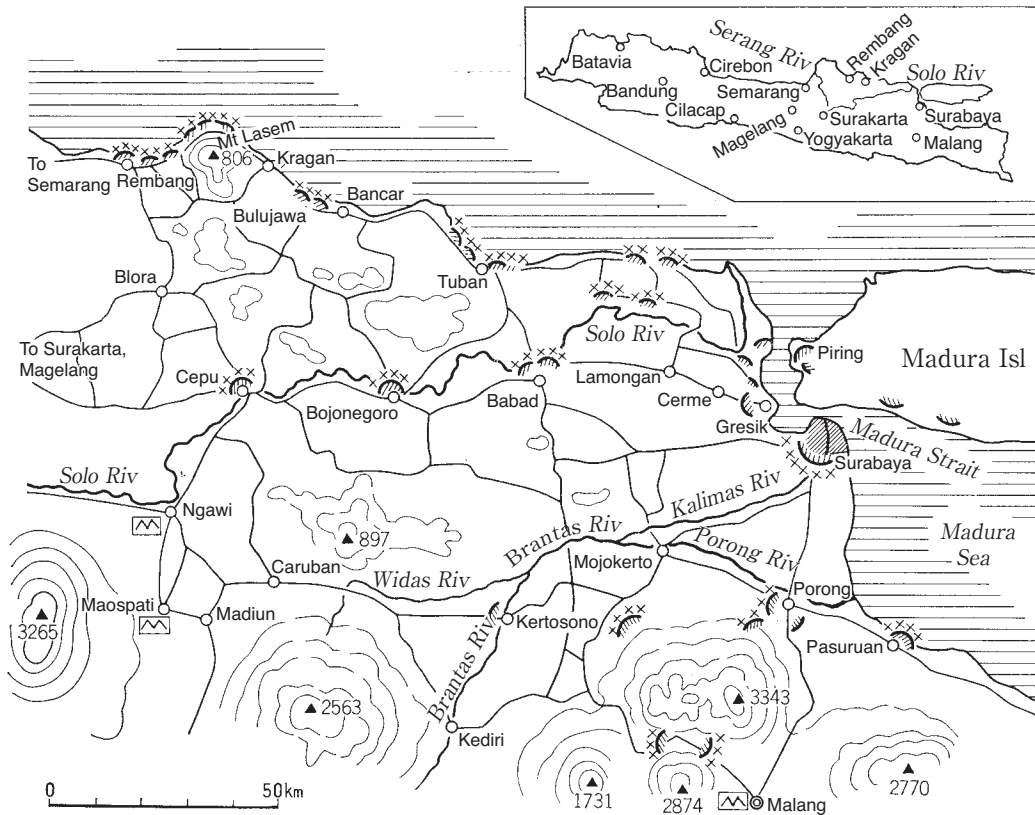 Serang Riv
Rembang
Kragan
Solo Riv
Batavia
Cirebon
Semarang
Bandung
Cilacap
Magelang
Surakarta
Yogyakarta
Surabaya
Malang
Mt Lasem
806
To
Semarang
Rembang
Kragan
Bancar
Bulujawa
Blora
Tuban
To Surakarta,
Magelang
Solo Riv
Piring
Madura Isl
Cepu
Bojonegoro
Babad
Lamongan
Cerme
Gresik
Surabaya
Madura Strait
Solo Riv
Ngawi
897
Kalimas Riv
Brantas Riv
Madura
Sea
Caruban
Widas Riv
Mojokerto
Porong Riv
3265
Maospati
Madiun
Kertosono
Porong
Pasuruan
Brantas Riv
2563
3343
Kediri
0 50 km
1731
2874
Malang
2770